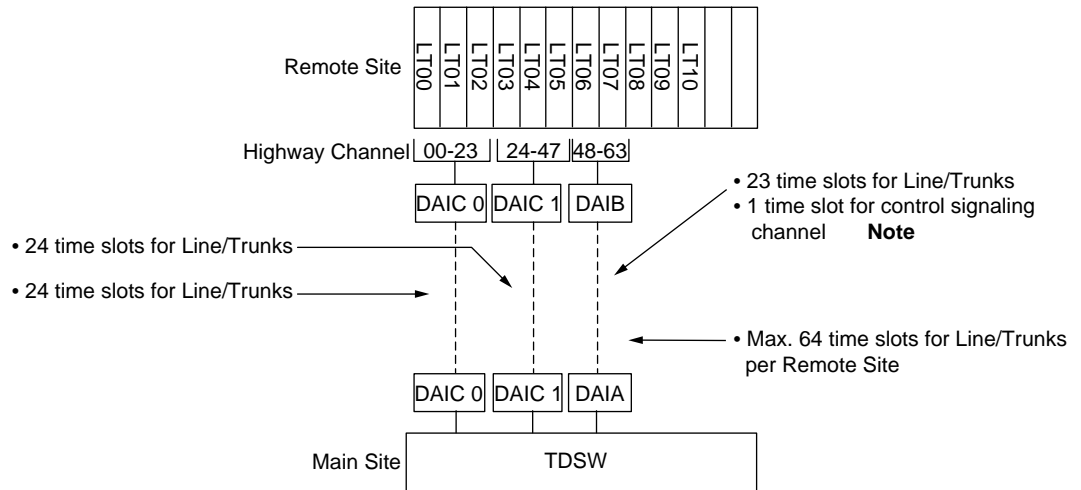 LT00 LT01 LT02 LT03 LT04 LT05 LT06 LT07 LT08 LT09 LT10
Remote Site
Highway Channel 00-23 24-47 48-63
DAIC 0 DAIC 1 DAIB
• 23 time slots for Line/Trunks
• 1 time slot for control signaling
channel Note
• 24 time slots for Line/Trunks
• 24 time slots for Line/Trunks
• Max. 64 time slots for Line/Trunks
per Remote Site
DAIC 0 DAIC 1 DAIA
Main Site TDSW